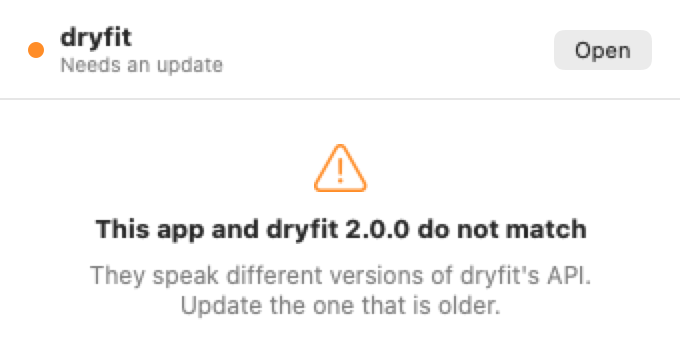 dryfit
Needs an update
Open
This app and dryfit 2.0.0 do not match
They speak different versions of dryfit's API.
Update the one that is older.